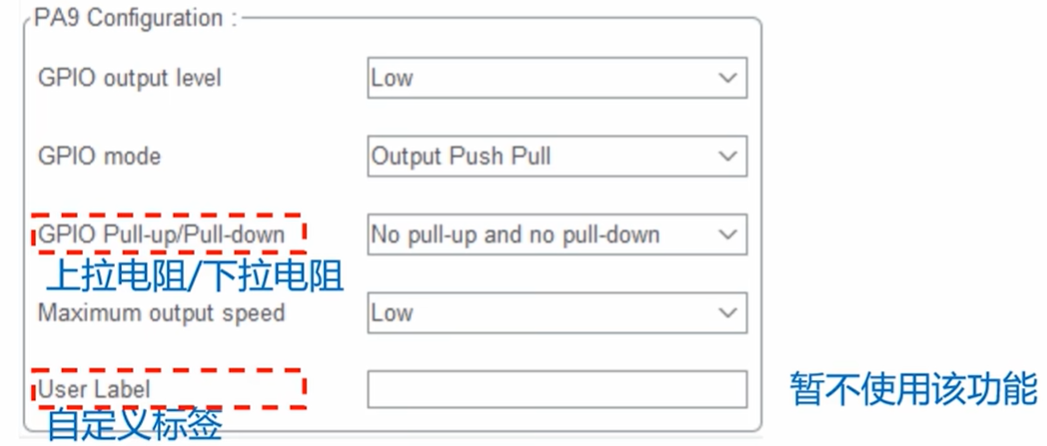 PA9 Configuration :
GPIO output level Low
GPIO mode Output Push Pull
GPIO Pull-up/Pull-down No pull-up and no pull-down
上拉电阻/下拉电阻
Maximum output speed Low
User Label 暂不使用该功能
自定义标签